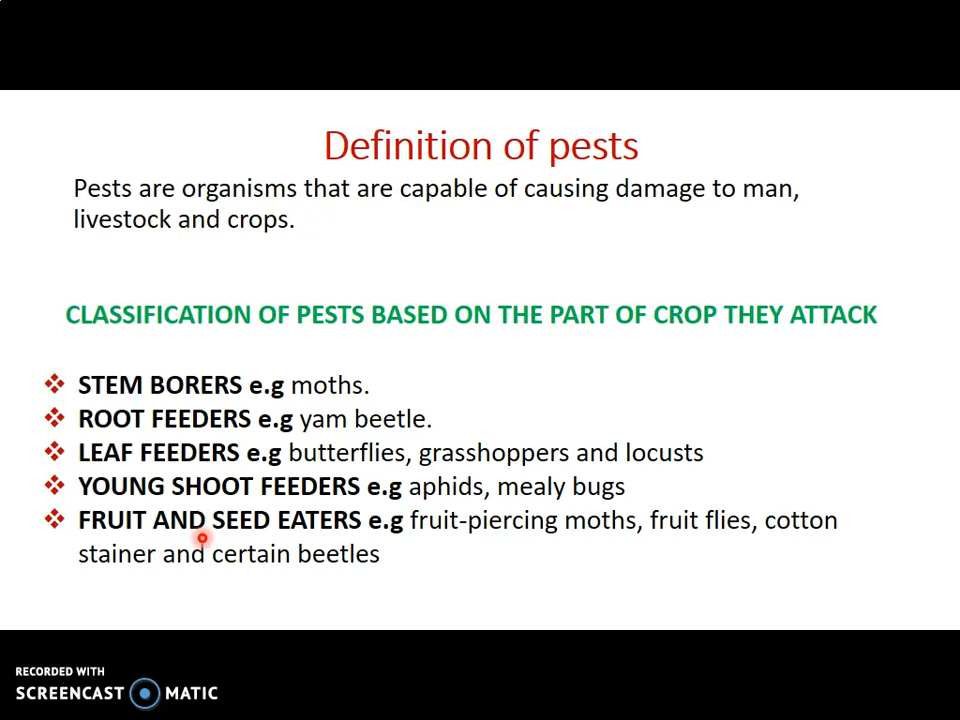 Definition of pests
Pests are organisms that are capable of causing damage to man,
livestock and crops.
CLASSIFICATION OF PESTS BASED ON THE PART OF CROP THEY ATTACK
❖ STEM BORERS e.g moths.
❖ ROOT FEEDERS e.g yam beetle.
❖ LEAF FEEDERS e.g butterflies, grasshoppers and locusts
❖ YOUNG SHOOT FEEDERS e.g aphids, mealy bugs
❖ FRUIT AND SEED EATERS e.g fruit-piercing moths, fruit flies, cotton
stainer and certain beetles
RECORDED WITH
SCREENCAST MATIC